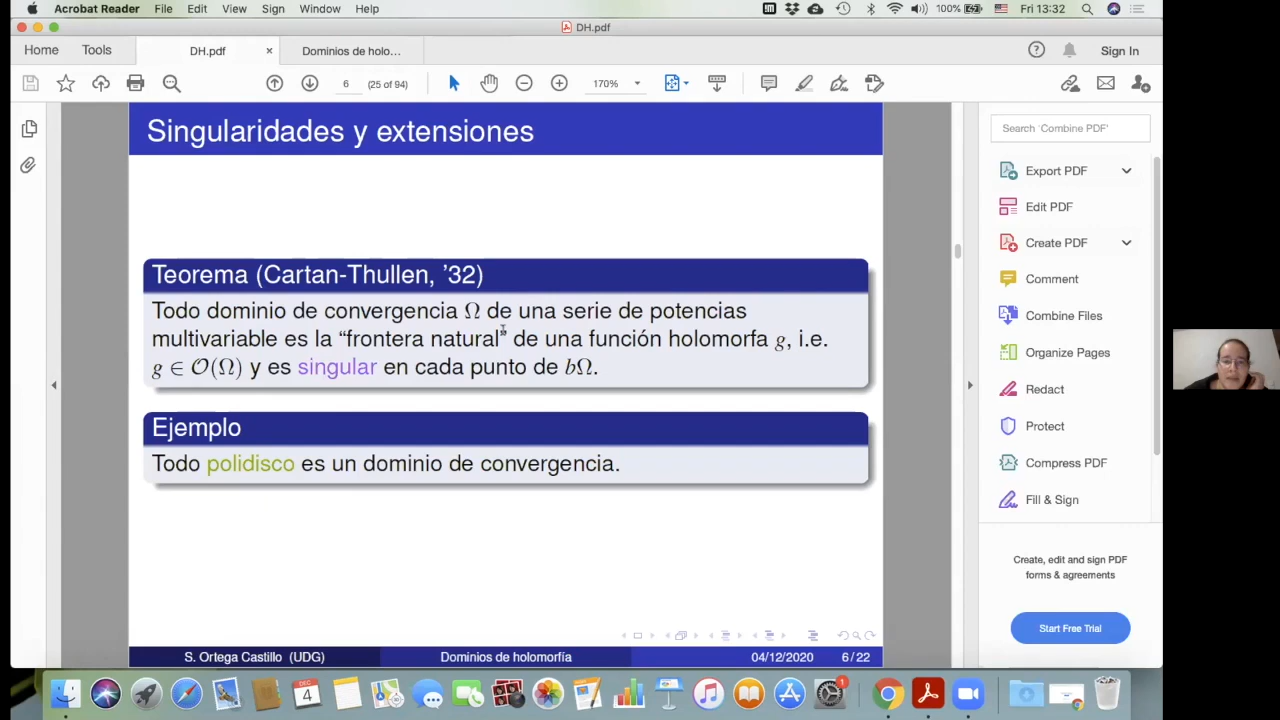 Acrobat Reader File Edit View Sign Window Help
100% Fri 13:32
DH.pdf
Home Tools DH.pdf × Dominios de holo... Sign In
6 (25 of 94) 170%
Search 'Combine PDF'
Export PDF
Edit PDF
Create PDF
Comment
Combine Files
Organize Pages
Redact
Protect
Compress PDF
Fill & Sign
Create, edit and sign PDF
forms & agreements
Start Free Trial
Singularidades y extensiones
Teorema (Cartan-Thullen, ’32)
Todo dominio de convergencia Ω de una serie de potencias
multivariable es la “frontera natural” de una función holomorfa g, i.e.
g ∈ 𝒪(Ω) y es singular en cada punto de bΩ.
Ejemplo
Todo polidisco es un dominio de convergencia.
S. Ortega Castillo (UDG) Dominios de holomorfía 04/12/2020 6/22
DEC
4
1